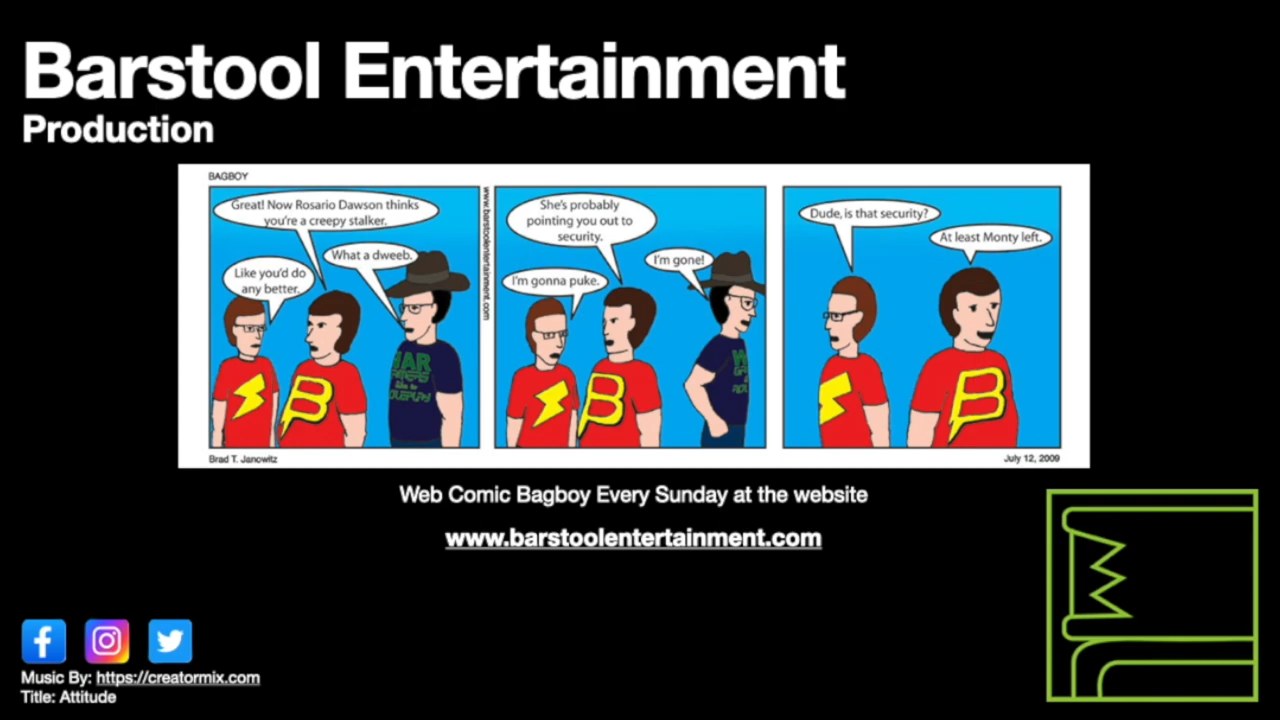 Barstool Entertainment
Production
BAGBOY
Great! Now Rosario Dawson thinks
you're a creepy stalker.
What a dweeb.
Like you'd do
any better.
www.barstoolentertainment.com
She's probably
pointing you out to
security.
I'm gonna puke.
I'm gone!
Dude, is that security?
At least Monty left.
Brad T. Janowitz
July 12, 2009
Web Comic Bagboy Every Sunday at the website
www.barstoolentertainment.com
Music By: https://creatormix.com
Title: Attitude